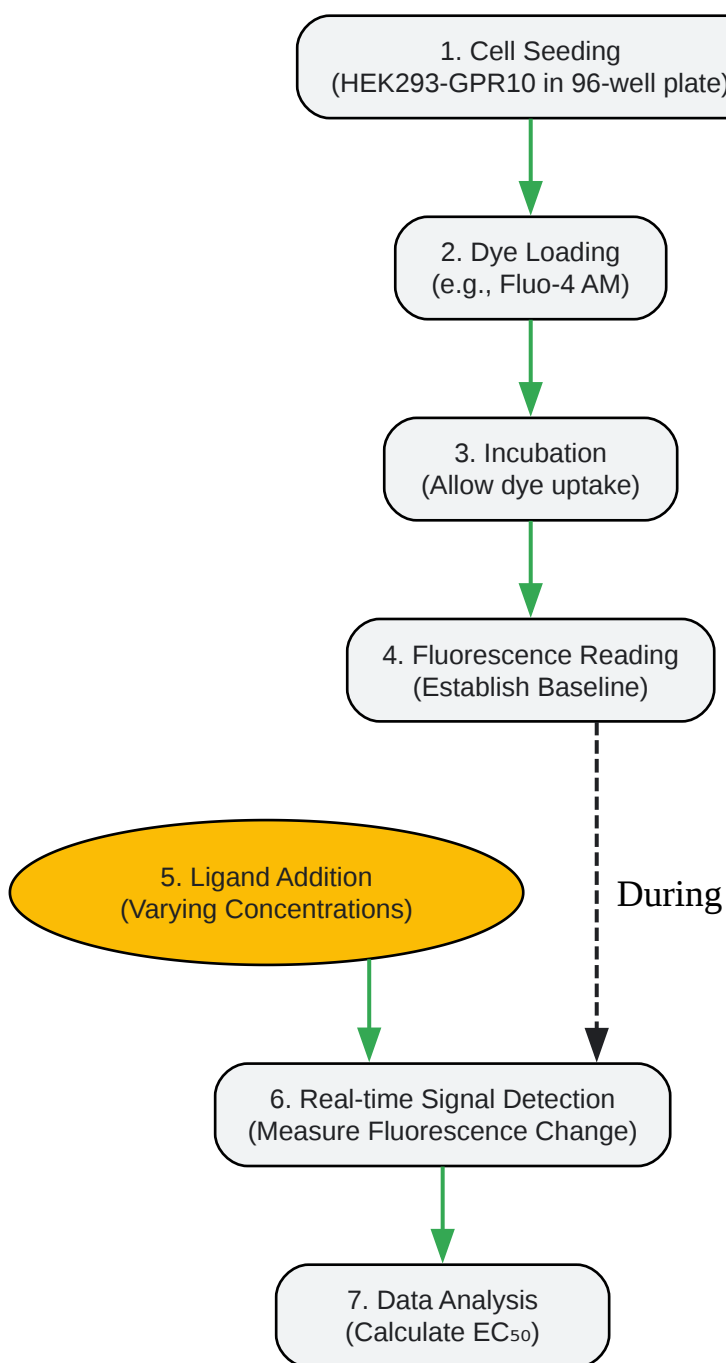 1. Cell Seeding
(HEK293-GPR10 in 96-well plate)
2. Dye Loading
(e.g., Fluo-4 AM)
3. Incubation
(Allow dye uptake)
4. Fluorescence Reading
(Establish Baseline)
5. Ligand Addition
(Varying Concentrations)
During
6. Real-time Signal Detection
(Measure Fluorescence Change)
7. Data Analysis
(Calculate EC₅₀)